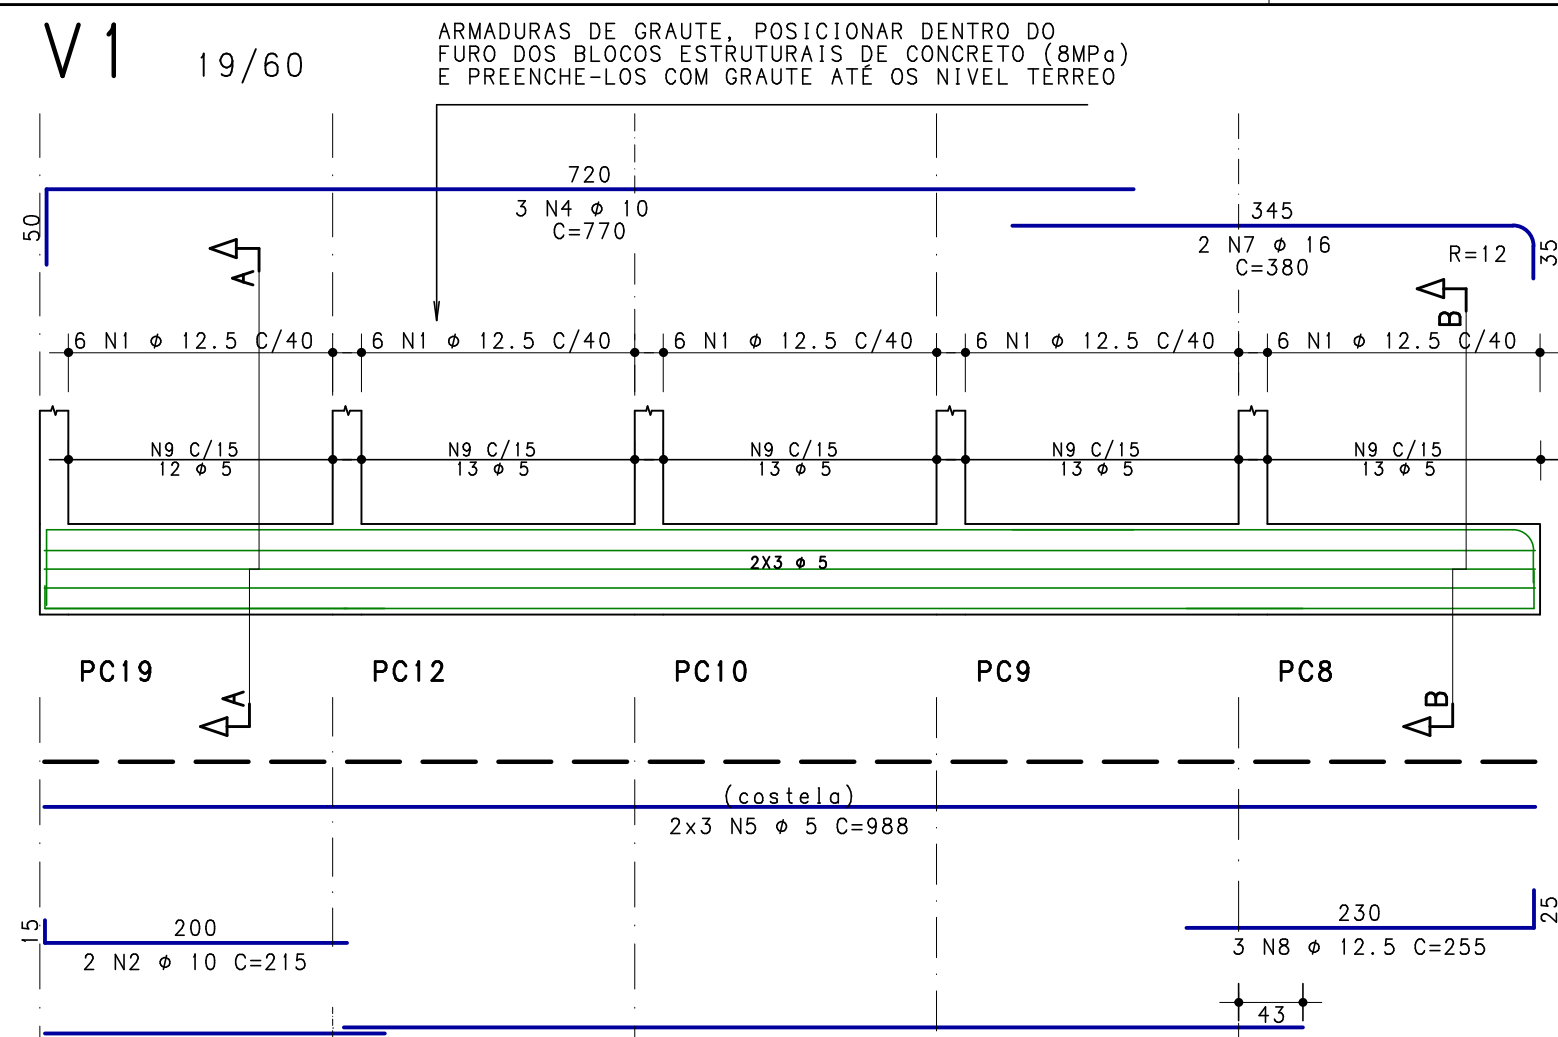 V1 19/60
ARMADURAS DE GRAUTE, POSICIONAR DENTRO DO
FURO DOS BLOCOS ESTRUTURAIS DE CONCRETO (8MPa)
E PREENCHE-LOS COM GRAUTE ATÉ OS NIVEL TERREO
720
50
3 N4 ϕ 10
C=770
345
2 N7 ϕ 16
C=380
R=12
35
A
B
6 N1 ϕ 12.5 C/40
6 N1 ϕ 12.5 C/40
6 N1 ϕ 12.5 C/40
6 N1 ϕ 12.5 C/40
6 N1 ϕ 12.5 C/40
N9 C/15
12 ϕ 5
N9 C/15
13 ϕ 5
N9 C/15
13 ϕ 5
N9 C/15
13 ϕ 5
N9 C/15
13 ϕ 5
2X3 ϕ 5
PC19
PC12
PC10
PC9
PC8
A
B
(costela)
2x3 N5 ϕ 5 C=988
15
200
2 N2 ϕ 10 C=215
230
25
3 N8 ϕ 12.5 C=255
43